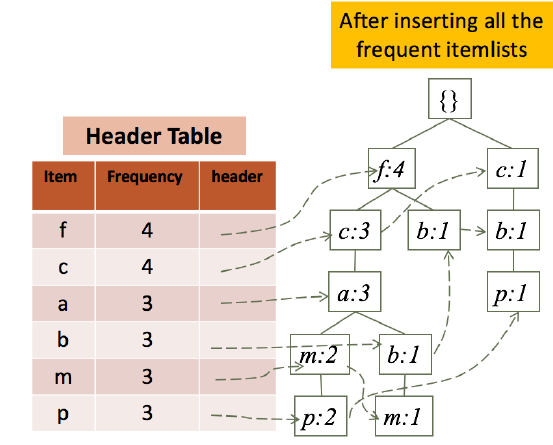 After inserting all the
frequent itemlists
{}
Header Table
Item Frequency header
f:4 c:1
f 4
c:3 b:1 b:1
c 4
a 3
a:3 p:1
b 3
m:2 b:1
m 3
p 3
p:2 m:1